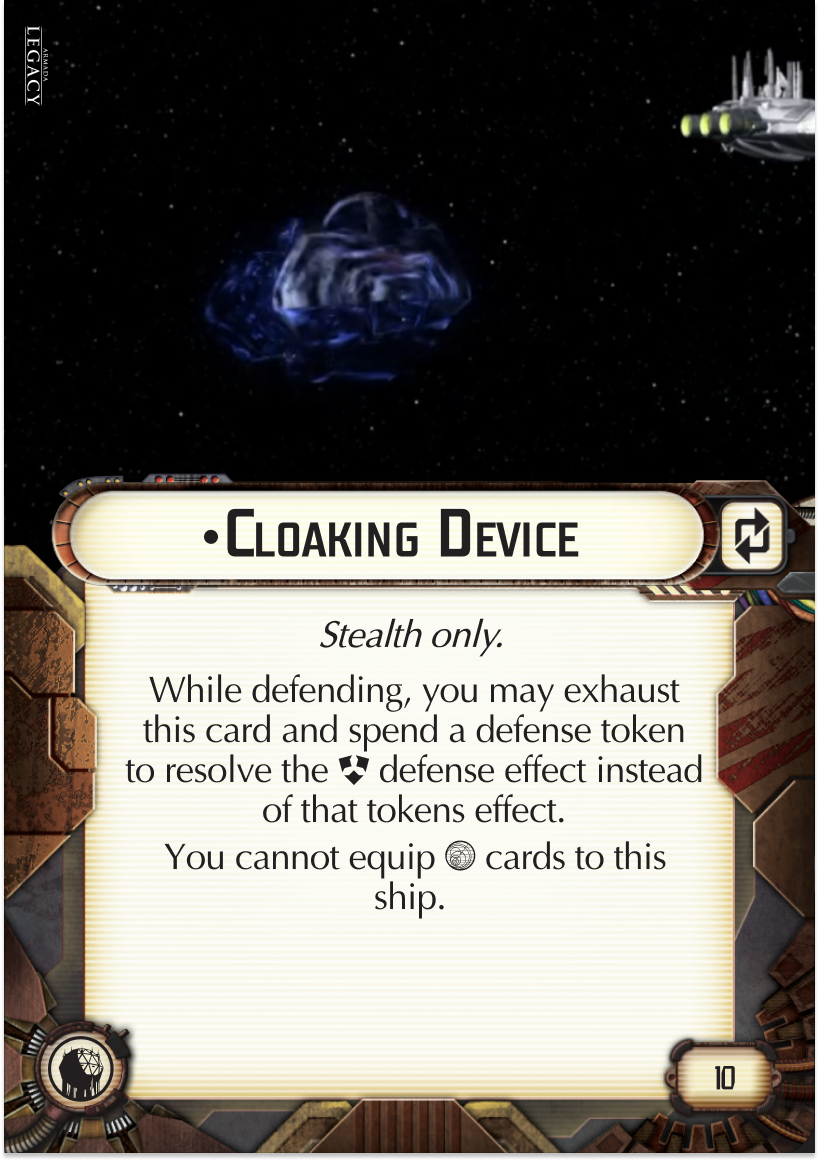 ARMADA
LEGACY
•CLOAKING DEVICE
Stealth only.
While defending, you may exhaust
this card and spend a defense token
to resolve the defense effect instead
of that tokens effect.
You cannot equip cards to this
ship.
10